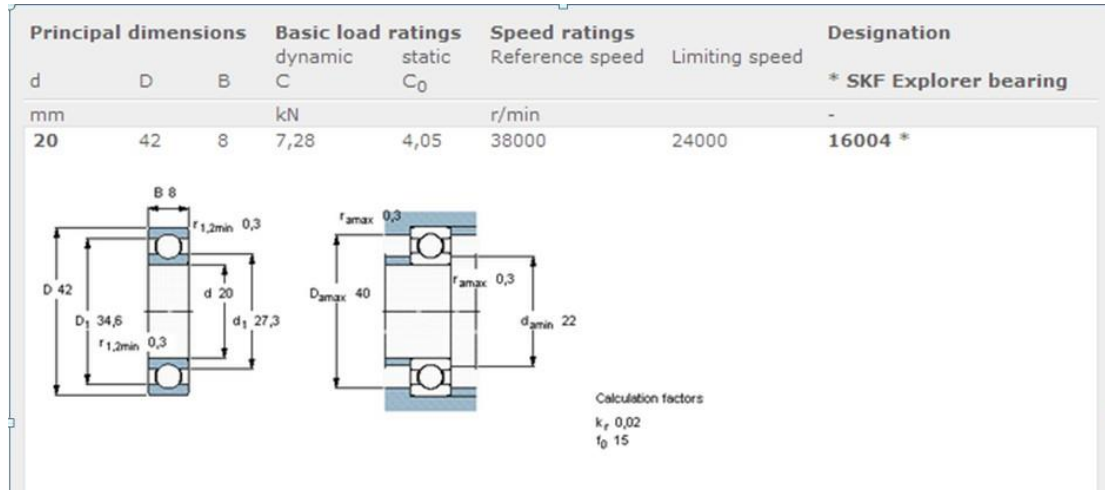 Principal dimensions Basic load ratings Speed ratings Designation
dynamic static Reference speed Limiting speed
d D B C C₀ * SKF Explorer bearing
mm kN r/min -
20 42 8 7,28 4,05 38000 24000 16004 *
B 8
r₁,₂min 0,3
D 42
d 20
D₁ 34,6
d₁ 27,3
r₁,₂min 0,3
rₐmax 0,3
rₐmax 0,3
Dₐmax 40
dₐmin 22
Calculation factors
kᵣ 0,02
f₀ 15